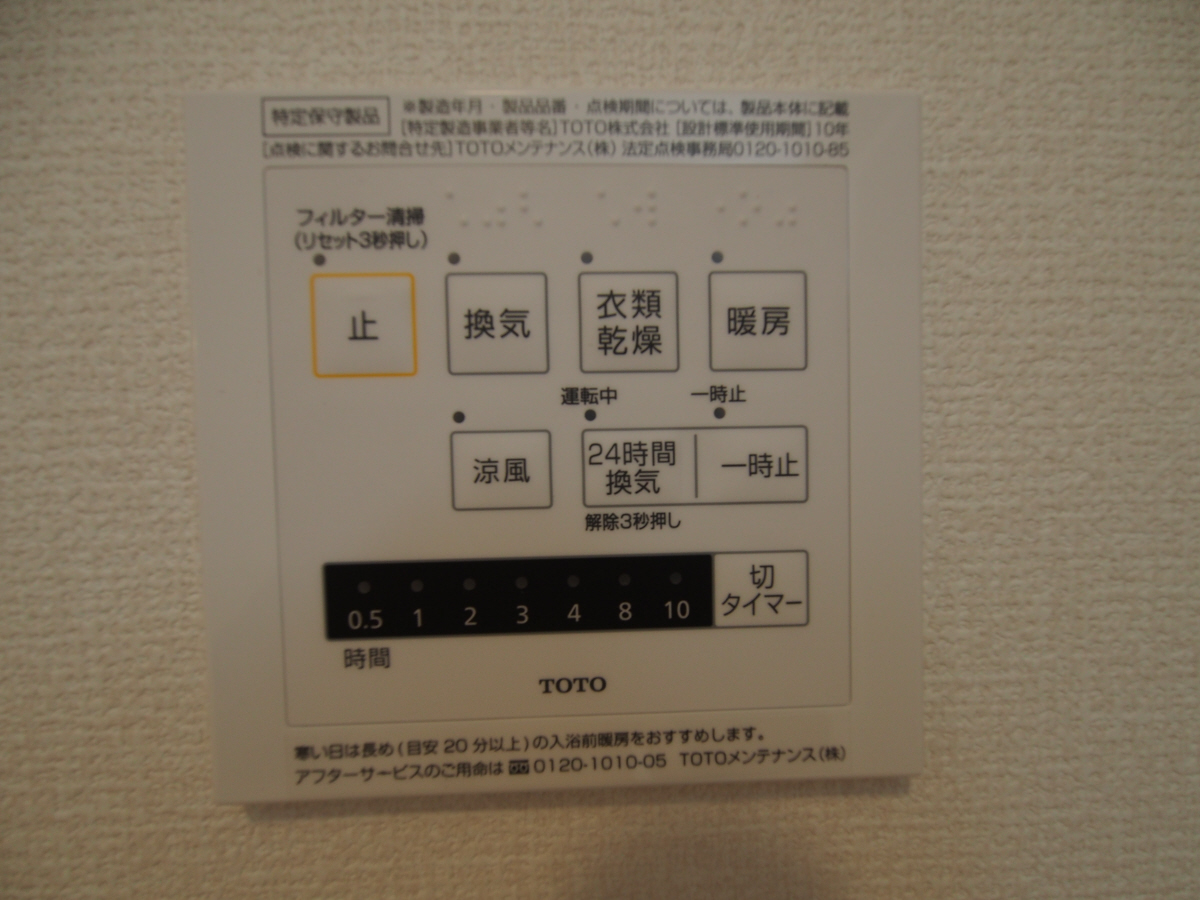 特定保守製品
※製造年月・製品品番・点検期間については、製品本体に記載
[特定製造事業者等名]TOTO株式会社 [設計標準使用期間]10年
[点検に関するお問合せ先]TOTOメンテナンス(株) 法定点検事務局0120-1010-85
フィルター清掃
(リセット3秒押し)
止
換気
衣類
乾燥
暖房
運転中
一時止
涼風
24時間
換気
一時止
解除3秒押し
0.5 1 2 3 4 8 10
切
タイマー
時間
TOTO
寒い日は長め(目安20分以上)の入浴前暖房をおすすめします。
アフターサービスのご用命は 0120-1010-05 TOTOメンテナンス(株)